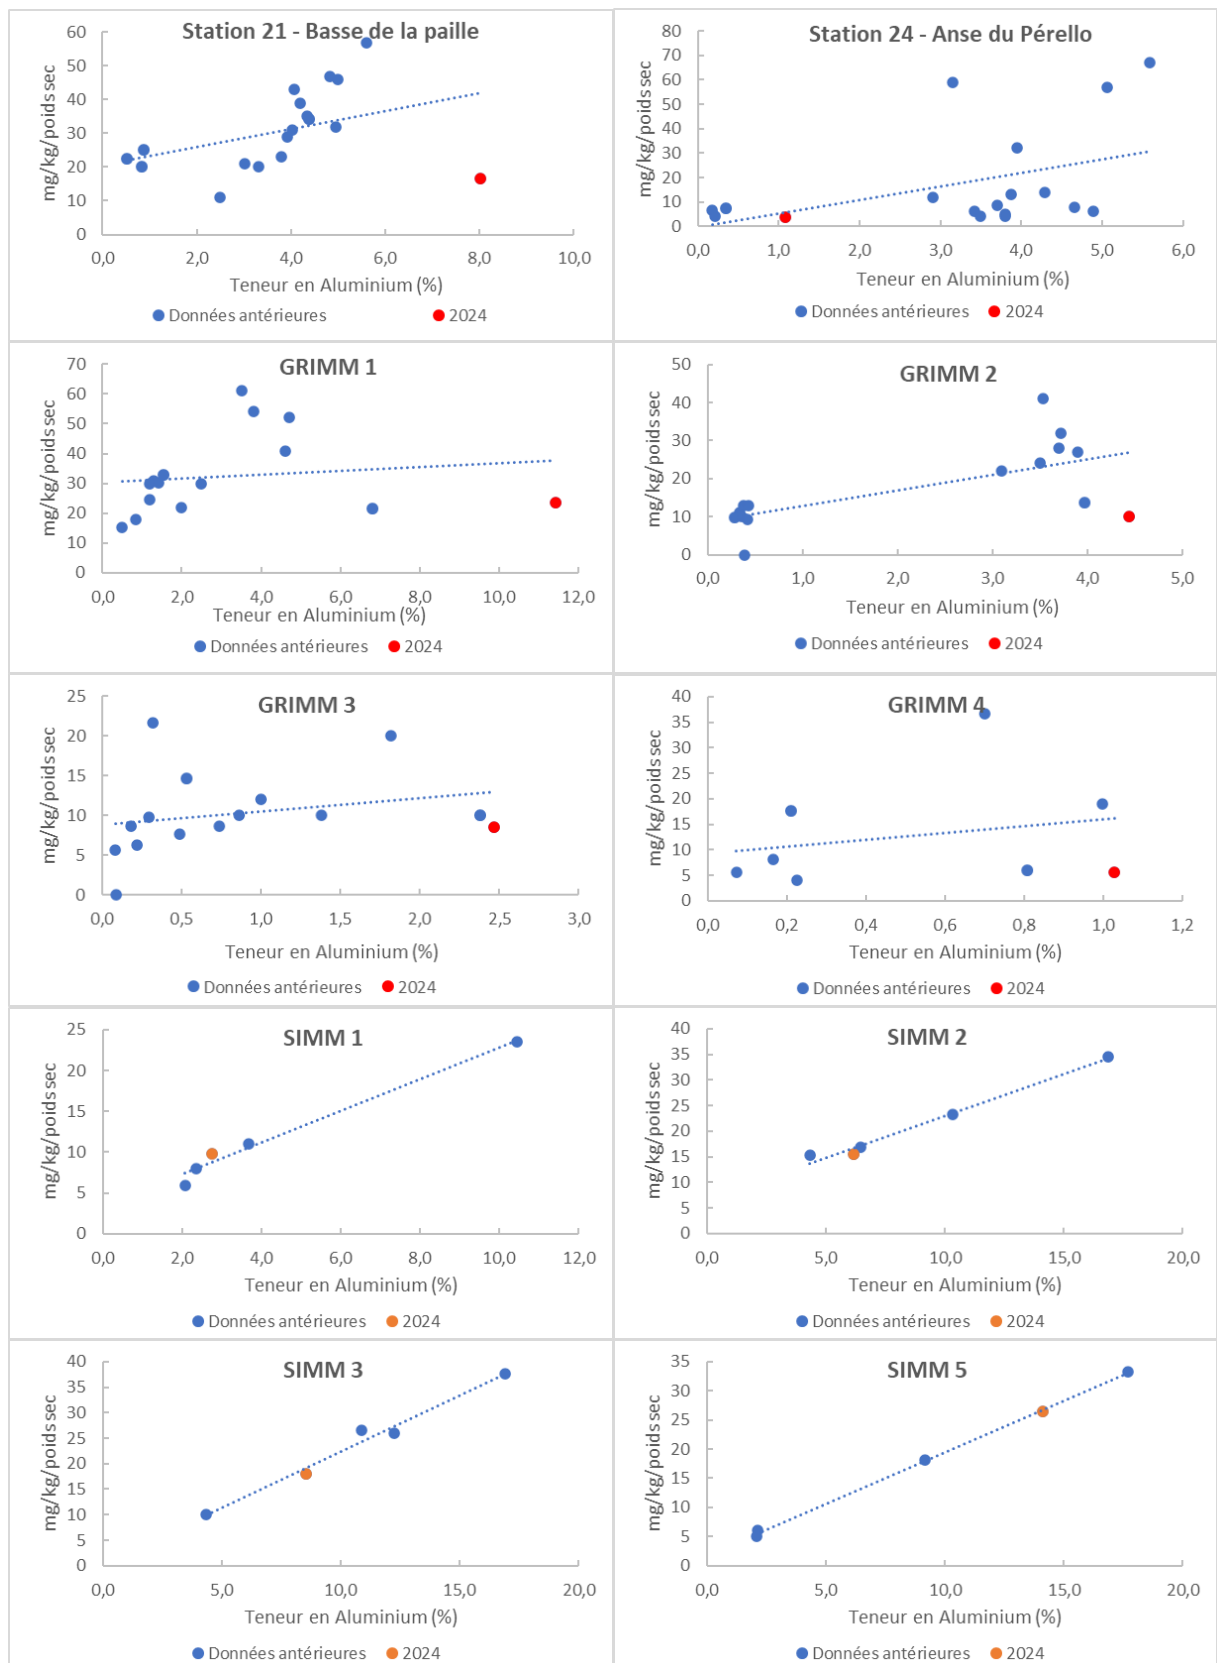 Station 21 - Basse de la paille
mg/kg/poids sec
60
50
40
30
20
10
0
0,0 2,0 4,0 6,0 8,0 10,0
Teneur en Aluminium (%)
Données antérieures 2024
Station 24 - Anse du Pérello
mg/kg/poids sec
80
70
60
50
40
30
20
10
0
0,0 1,0 2,0 3,0 4,0 5,0 6,0
Teneur en Aluminium (%)
Données antérieures 2024
GRIMM 1
mg/kg/poids sec
70
60
50
40
30
20
10
0
0,0 2,0 4,0 6,0 8,0 10,0 12,0
Teneur en Aluminium (%)
Données antérieures 2024
GRIMM 2
mg/kg/poids sec
50
40
30
20
10
0
0,0 1,0 2,0 3,0 4,0 5,0
Teneur en Aluminium (%)
Données antérieures 2024
GRIMM 3
mg/kg/poids sec
25
20
15
10
5
0
0,0 0,5 1,0 1,5 2,0 2,5 3,0
Teneur en Aluminium (%)
Données antérieures 2024
GRIMM 4
mg/kg/poids sec
40
35
30
25
20
15
10
5
0
0,0 0,2 0,4 0,6 0,8 1,0 1,2
Teneur en Aluminium (%)
Données antérieures 2024
SIMM 1
mg/kg/poids sec
25
20
15
10
5
0
0,0 2,0 4,0 6,0 8,0 10,0 12,0
Teneur en Aluminium (%)
Données antérieures 2024
SIMM 2
mg/kg/poids sec
40
35
30
25
20
15
10
5
0
0,0 5,0 10,0 15,0 20,0
Teneur en Aluminium (%)
Données antérieures 2024
SIMM 3
mg/kg/poids sec
40
35
30
25
20
15
10
5
0
0,0 5,0 10,0 15,0 20,0
Teneur en Aluminium (%)
Données antérieures 2024
SIMM 5
mg/kg/poids sec
35
30
25
20
15
10
5
0
0,0 5,0 10,0 15,0 20,0
Teneur en Aluminium (%)
Données antérieures 2024